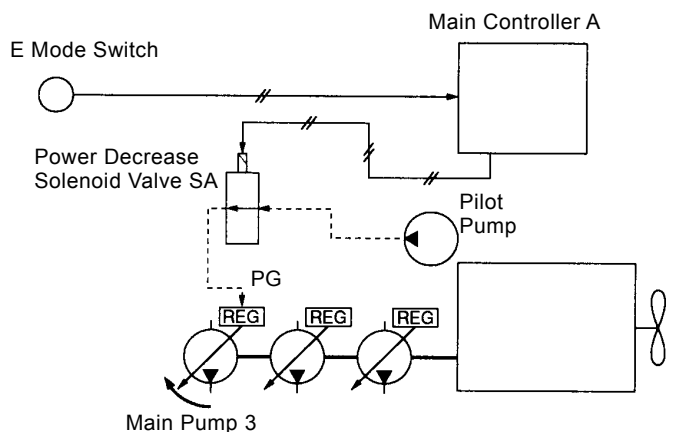 Main Controller A
E Mode Switch
Power Decrease
Solenoid Valve SA
Pilot
Pump
PG
REG
REG
REG
Main Pump 3